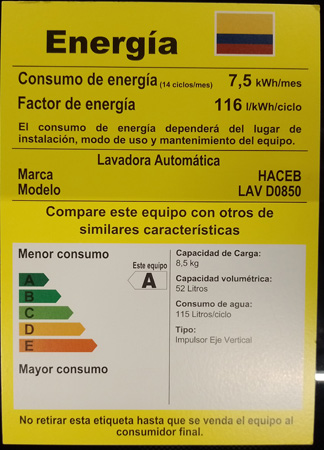 Energía
Consumo de energía (14 ciclos/mes) 7,5 kWh/mes
Factor de energía 116 l/kWh/ciclo
El consumo de energía dependerá del lugar de
instalación, modo de uso y mantenimiento del equipo.
Lavadora Automática
Marca HACEB
Modelo LAV D0850
Compare este equipo con otros de
similares características
Menor consumo
Este equipo
A
A
B
C
D
E
Mayor consumo
Capacidad de Carga:
8,5 kg
Capacidad volumétrica:
52 Litros
Consumo de agua:
115 Litros/ciclo
Tipo:
Impulsor Eje Vertical
No retirar esta etiqueta hasta que se venda el equipo al
consumidor final.